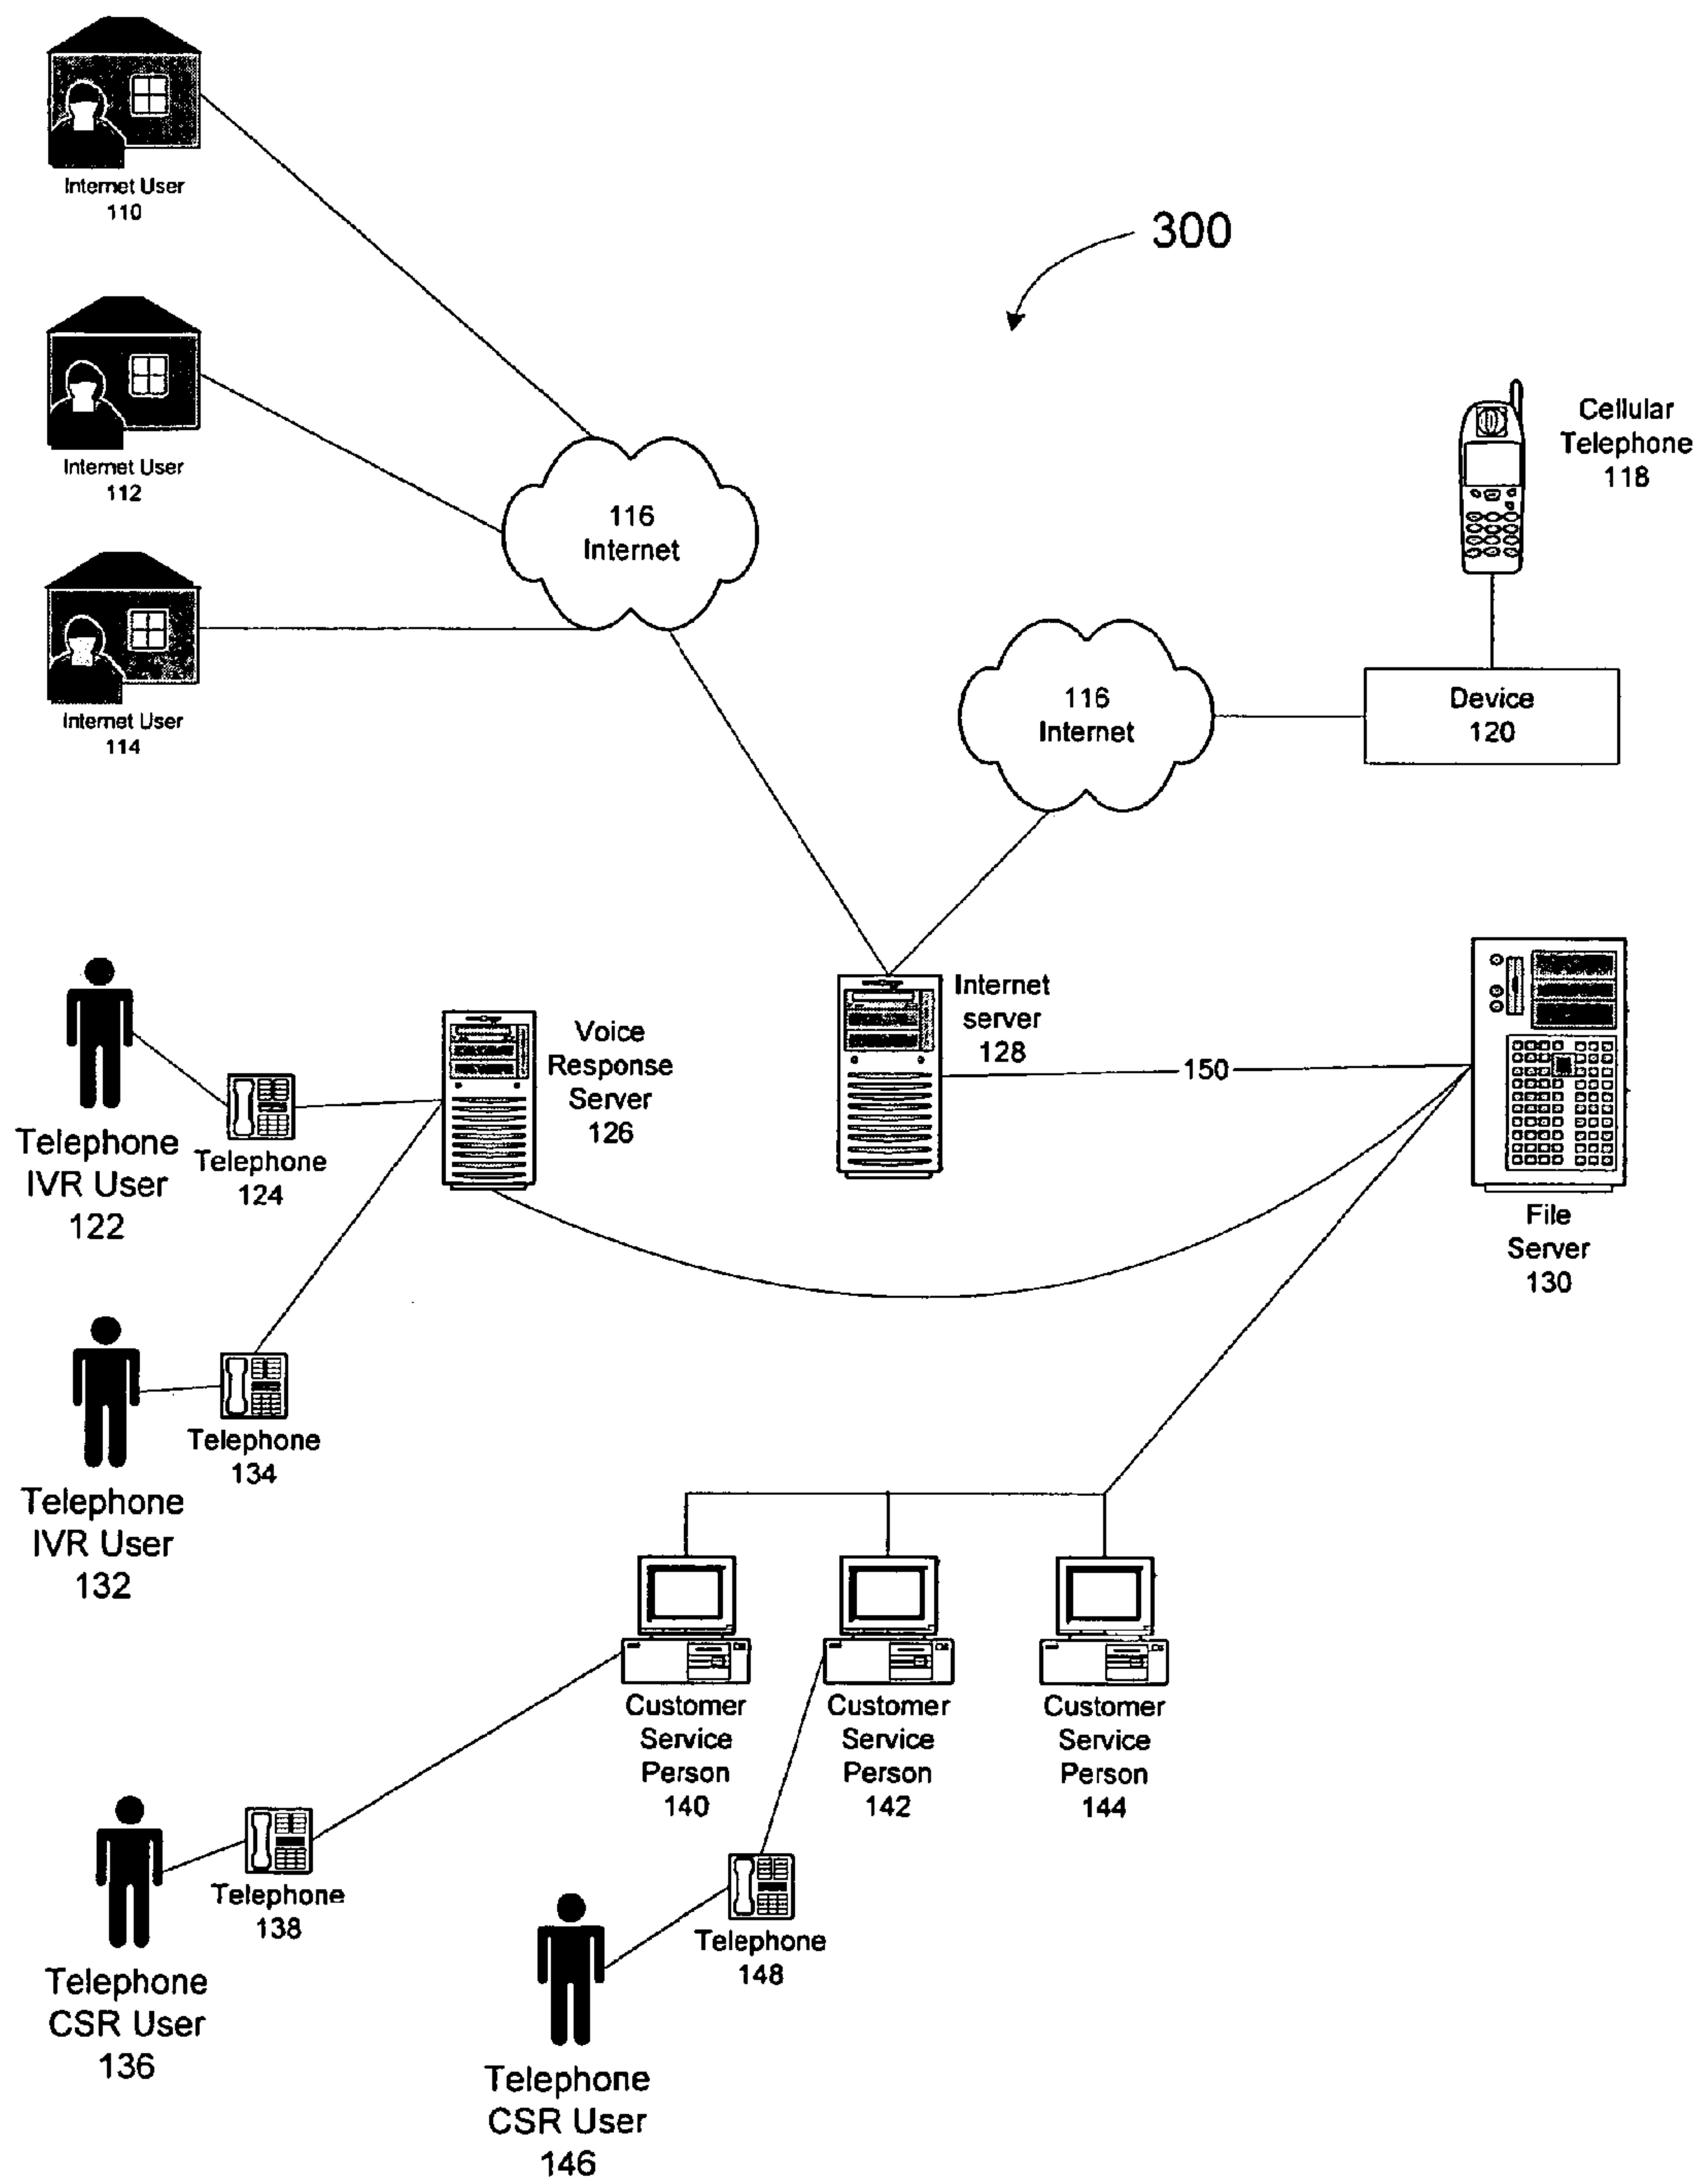 Internet User
110
300
Internet User
112
Cellular
Telephone
118
116
Internet
Internet User
114
116
Internet
Device
120
Internet
server
128
Voice
Response
Server
126
150
Telephone
IVR User
122
Telephone
124
File
Server
130
Telephone
134
Telephone
IVR User
132
Customer
Service
Person
140
Customer
Service
Person
142
Customer
Service
Person
144
Telephone
138
Telephone
CSR User
136
Telephone
148
Telephone
CSR User
146